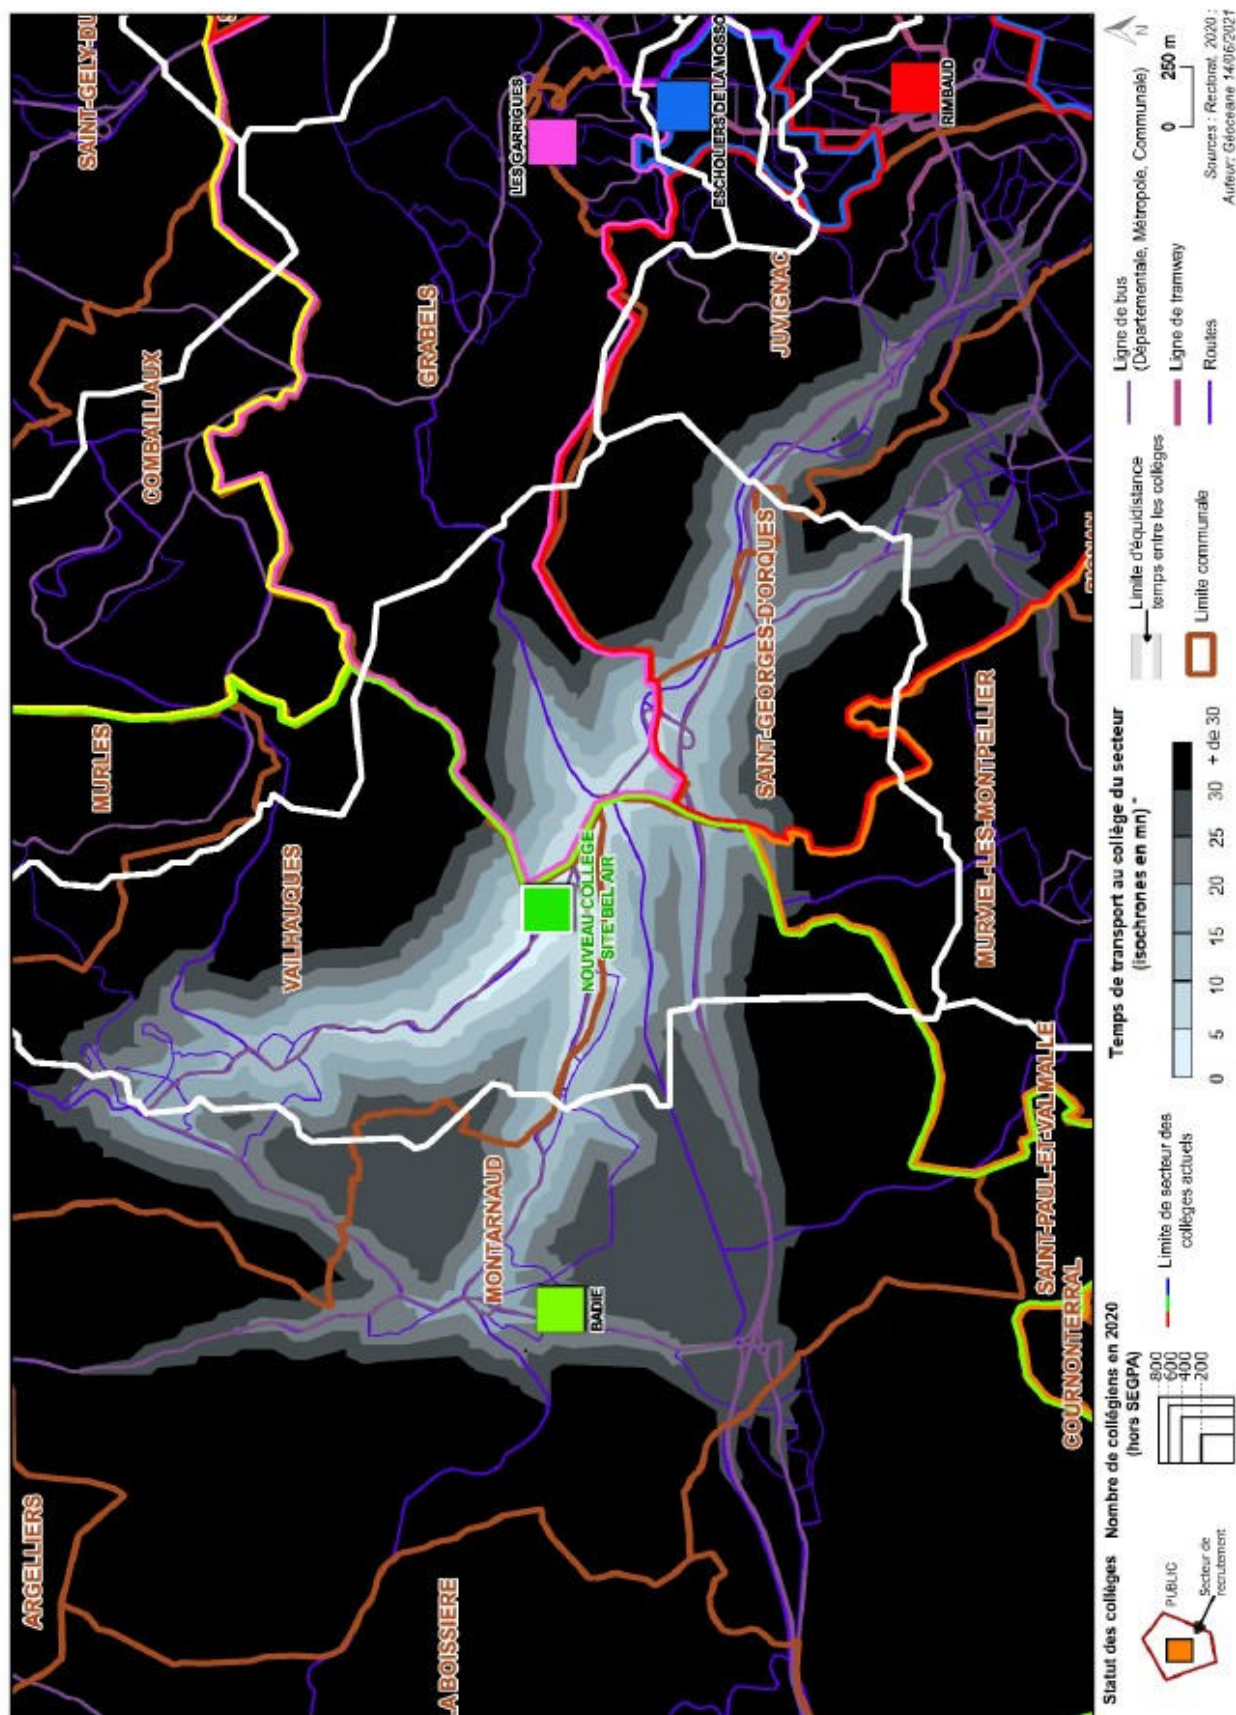 ARGELLIERS
ABOISSIERE
MONTARNAUD
BADIE
COURNONTERRAL
SAINT-PAUL-ET-VALMALLE
VAILHAUQUES
MURLES
NOUVEAU COLLEGE
SITE BEL AIR
MURVIEL-LES-MONTPELLIER
SAINT-GEORGES-D'ORQUES
COMBAILLAUX
GRABELS
SAINT-GELY-DU
LES GARRIGUES
ESCHOLIERS DE LA MOSSO
JUVIGNAC
RIMBAUD
Statut des collèges
PUBLIC
Secteur de
recrutement
Nombre de collégiens en 2020
(hors SEGPA)
800
600
400
200
Limite de secteur des
collèges actuels
Temps de transport au collège du secteur
(isochrones en mn) *
0 5 10 15 20 25 30 + de 30
Limite d'équidistance
temps entre les collèges
Limite communale
Ligne de bus
(Départementale, Métropole, Communale)
Ligne de tramway
Routes
N
0 250 m
Sources : Rectorat, 2020 ;
Auteur: Géoceane 14/06/2021